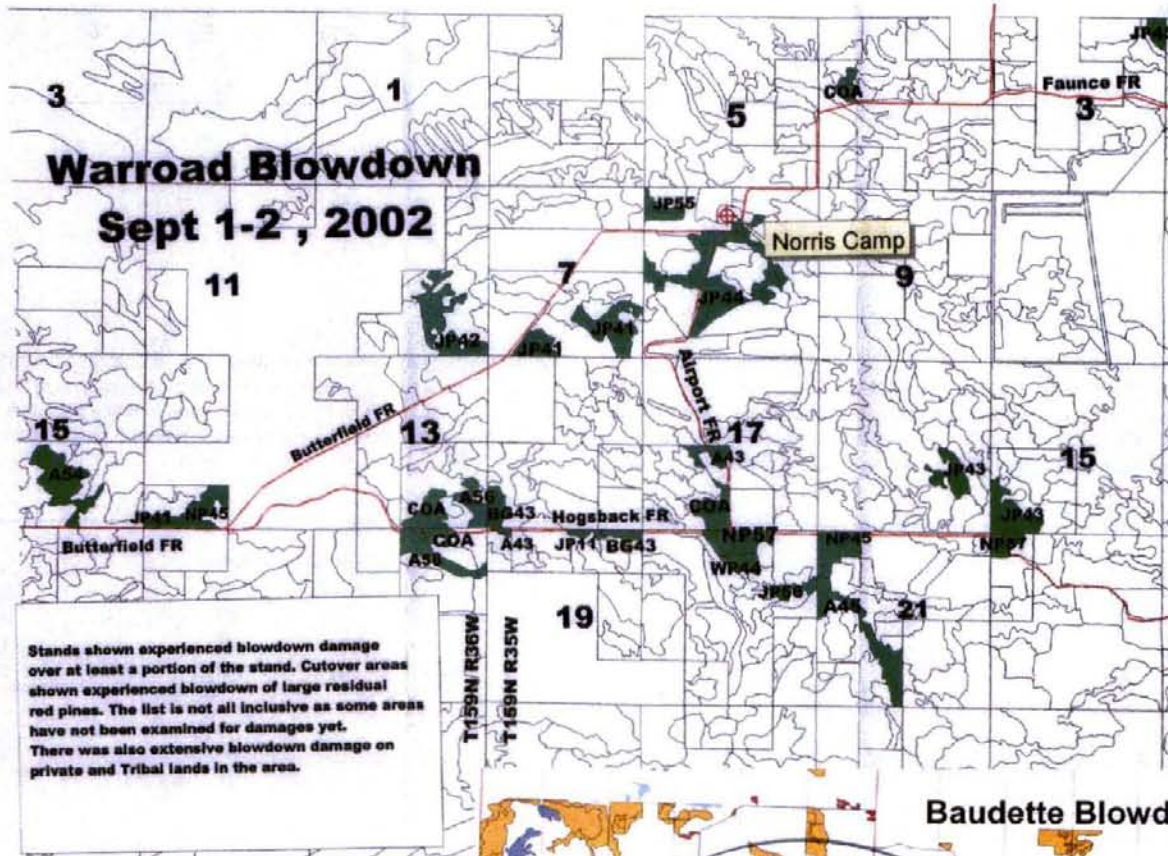 JP43
COA
Faunce FR
3
1
5
3
Warroad Blowdown
Sept 1-2 , 2002
JP55
Norris Camp
11
7
9
JP44
JP42
JP41
JP41
Airport FR
Butterfield FR
15
13
17
15
A54
A43
JP43
JP41
NP45
A56
COA
BG43
COA
JP43
Butterfield FR
Hogsback FR
COA
A43
JP11
BG43
NP57
NP45
NP57
WP44
JP56
A46
21
19
T159N/ R36W
T159N R35W
Stands shown experienced blowdown damage
over at least a portion of the stand. Cutover areas
shown experienced blowdown of large residual
red pines. The list is not all inclusive as some areas
have not been examined for damages yet.
There was also extensive blowdown damage on
private and Tribal lands in the area.
Baudette Blowd